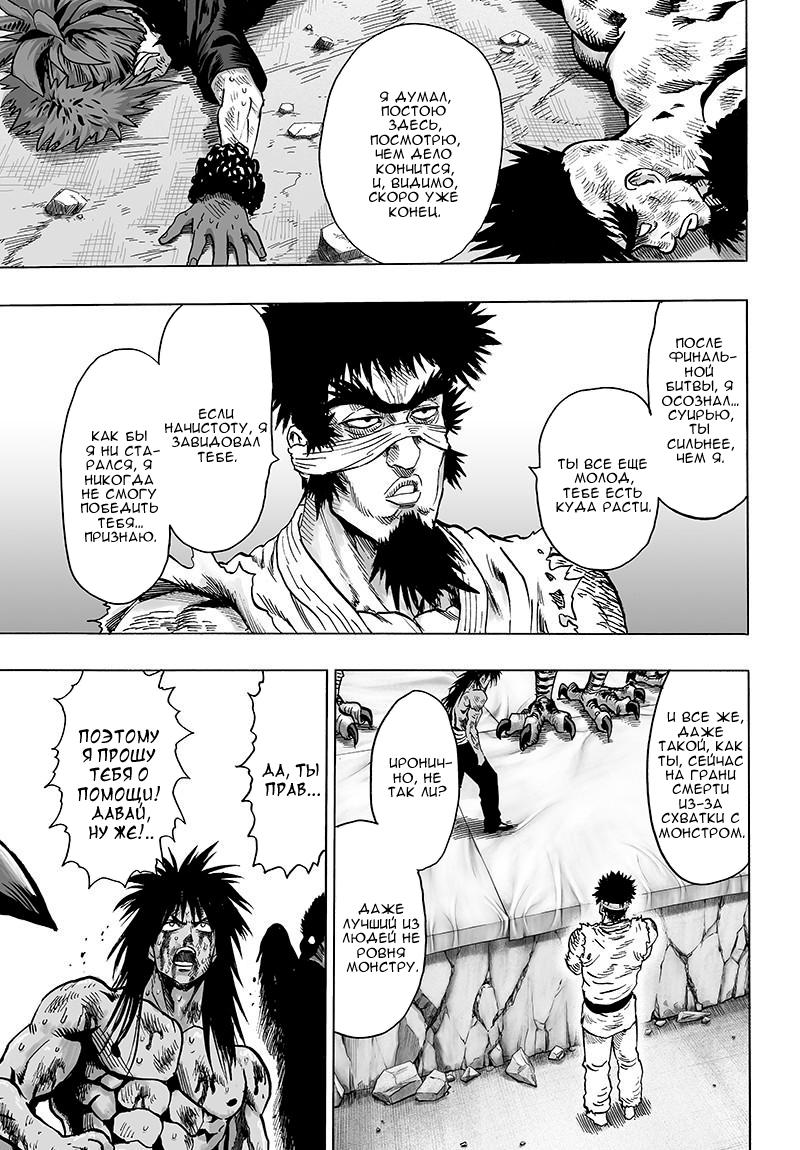 Я ДУМАЛ,
ПОСТОЮ
ЗДЕСЬ,
ПОСМОТРЮ,
ЧЕМ ДЕЛО
КОНЧИТСЯ,
И, ВИДИМО,
СКОРО УЖЕ
КОНЕЦ.
ПОСЛЕ
ФИНАЛЬ-
НОЙ
БИТВЫ, Я
ОСОЗНАЛ...
СУИРЬЮ,
ТЫ
СИЛЬНЕЕ,
ЧЕМ Я.
ТЫ ВСЕ ЕЩЕ
МОЛОД,
ТЕБЕ ЕСТЬ
КУДА РАСТИ.
ЕСЛИ
НАЧИСТОТУ, Я
ЗАВИДОВАЛ
ТЕБЕ.
КАК БЫ
Я НИ СТА-
РАЛСЯ, Я
НИКОГДА
НЕ СМОГУ
ПОБЕДИТЬ
ТЕБЯ...
ПРИЗНАЮ.
И ВСЕ ЖЕ,
ДАЖЕ
ТАКОЙ, КАК
ТЫ, СЕЙЧАС
НА ГРАНИ
СМЕРТИ
ИЗ-ЗА
СХВАТКИ С
МОНСТРОМ.
ИРОНИЧ-
НО, НЕ
ТАК ЛИ?
ДАЖЕ
ЛУЧШИЙ ИЗ
ЛЮДЕЙ НЕ
РОВНЯ
МОНСТРУ.
ДА, ТЫ
ПРАВ...
ПОЭТОМУ
Я ПРОШУ
ТЕБЯ О
ПОМОЩИ!
ДАВАЙ,
НУ ЖЕ!..